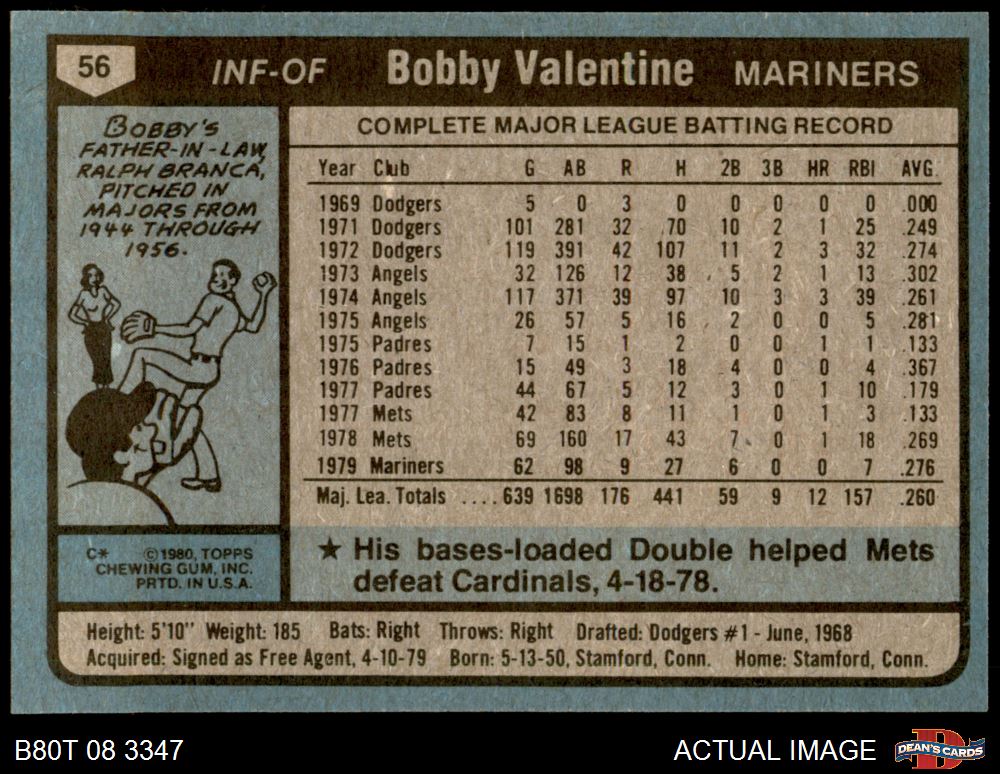 56 INF-OF Bobby Valentine MARINERS
BOBBY'S
FATHER-IN-LAW,
RALPH BRANCA,
PITCHED IN
MAJORS FROM
1944 THROUGH
1956.
COMPLETE MAJOR LEAGUE BATTING RECORD
Year Club G AB R H 2B 3B HR RBI AVG.
1969 Dodgers 5 0 3 0 0 0 0 0 .000
1971 Dodgers 101 281 32 70 10 2 1 25 .249
1972 Dodgers 119 391 42 107 11 2 3 32 .274
1973 Angels 32 126 12 38 5 2 1 13 .302
1974 Angels 117 371 39 97 10 3 3 39 .261
1975 Angels 26 57 5 16 2 0 0 5 .281
1975 Padres 7 15 1 2 0 0 1 1 .133
1976 Padres 15 49 3 18 4 0 0 4 .367
1977 Padres 44 67 5 12 3 0 1 10 .179
1977 Mets 42 83 8 11 1 0 1 3 .133
1978 Mets 69 160 17 43 7 0 1 18 .269
1979 Mariners 62 98 9 27 6 0 0 7 .276
Maj. Lea. Totals ....639 1698 176 441 59 9 12 157 .260
C* ©1980, TOPPS
CHEWING GUM, INC.
PRTD. IN U.S.A.
★ His bases-loaded Double helped Mets
defeat Cardinals, 4-18-78.
Height: 5'10" Weight: 185 Bats: Right Throws: Right Drafted: Dodgers #1 - June, 1968
Acquired: Signed as Free Agent, 4-10-79 Born: 5-13-50, Stamford, Conn. Home: Stamford, Conn.
B80T 08 3347 ACTUAL IMAGE DEAN'S CARDS